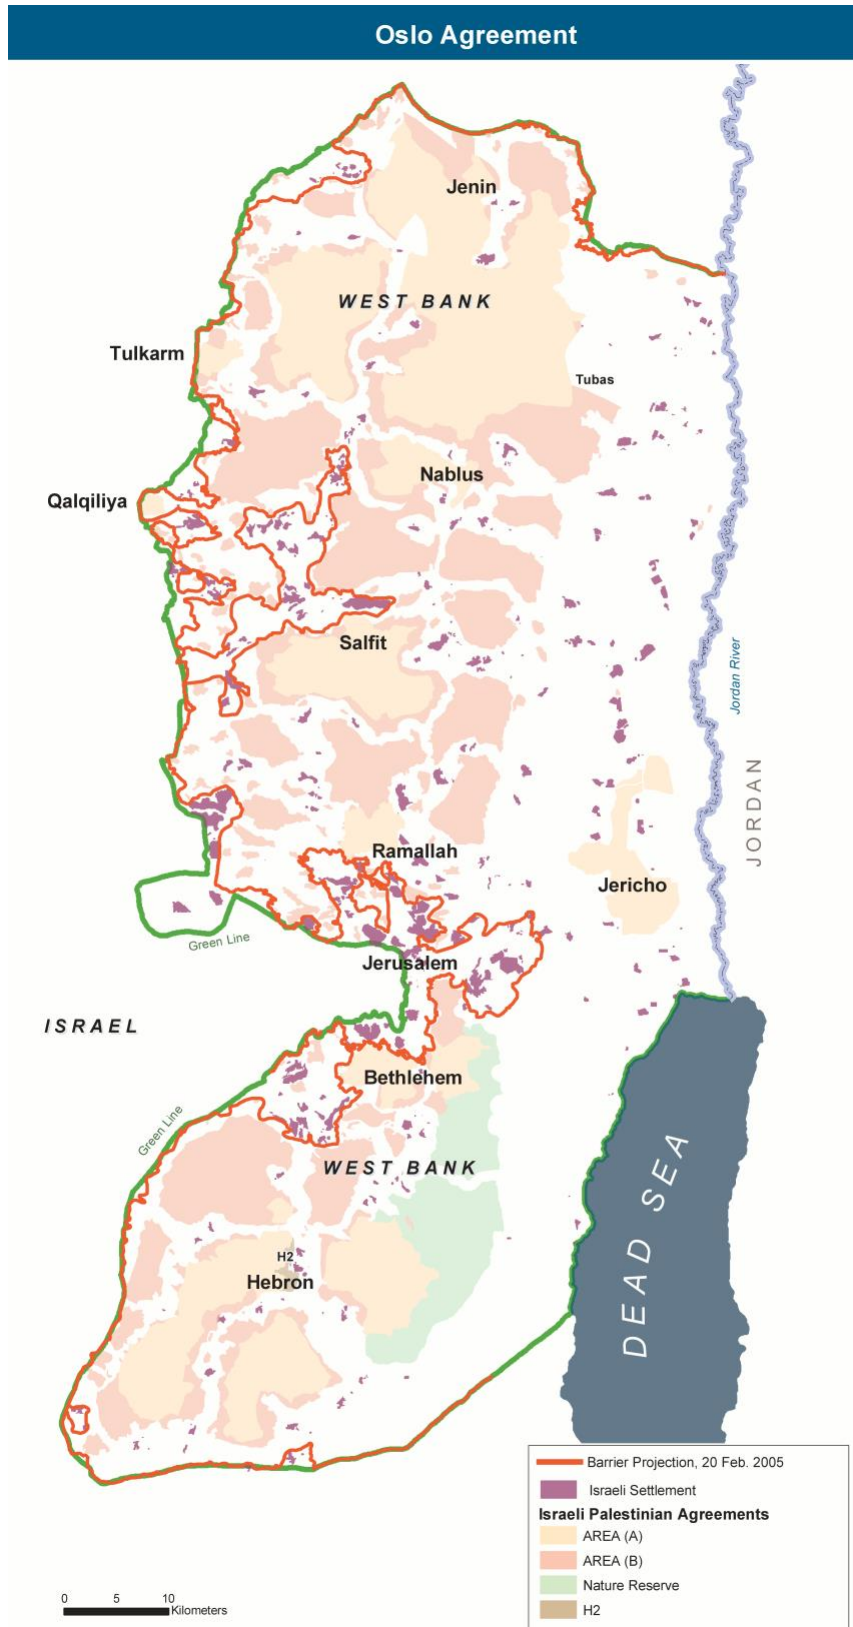 Oslo Agreement
Jenin
WEST BANK
Tulkarm
Tubas
Nablus
Qalqiliya
Salfit
Jordan River
JORDAN
Ramallah
Jericho
Green Line
Jerusalem
ISRAEL
Bethlehem
Green Line
WEST BANK
DEAD SEA
H2
Hebron
Barrier Projection, 20 Feb. 2005
Israeli Settlement
Israeli Palestinian Agreements
AREA (A)
AREA (B)
Nature Reserve
H2
0 5 10
Kilometers